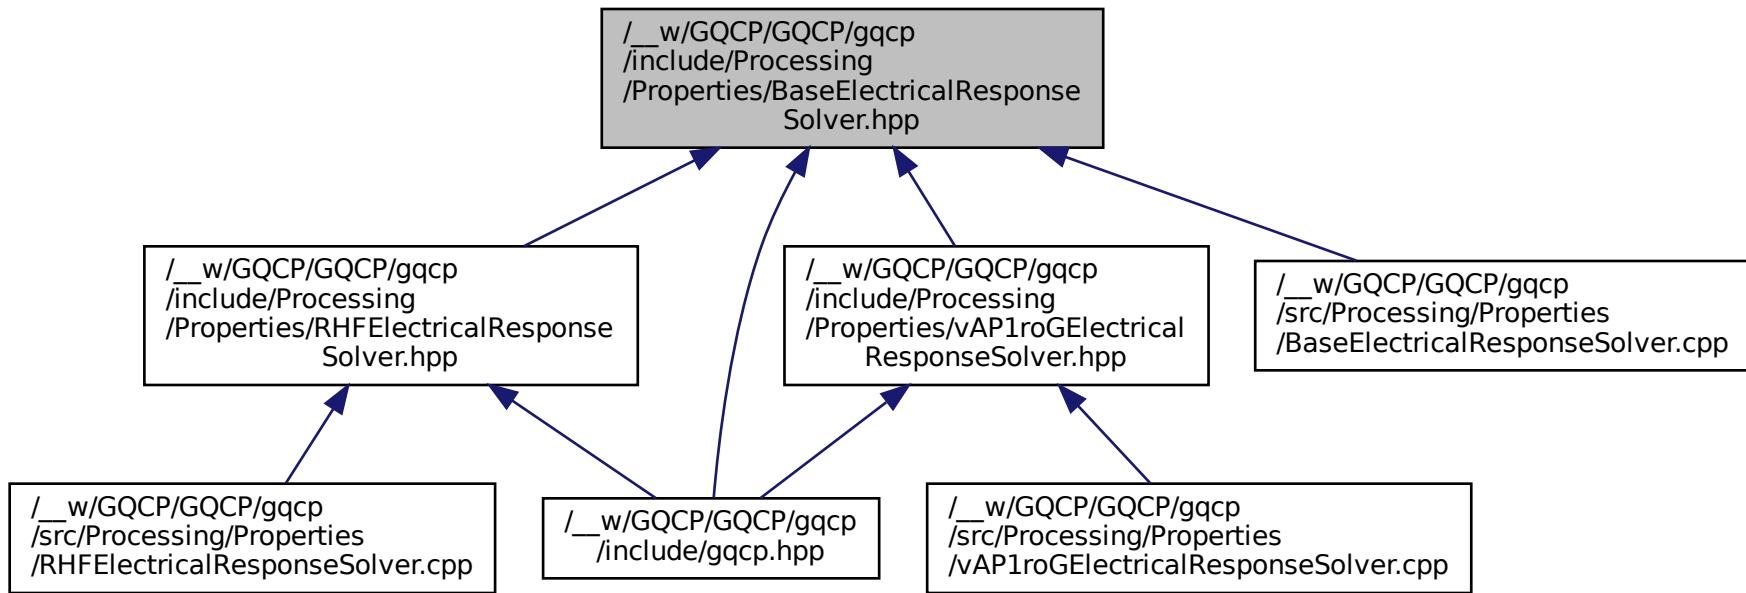 /__w/GQCP/GQCP/gqcp
/include/Processing
/Properties/BaseElectricalResponse
Solver.hpp
/__w/GQCP/GQCP/gqcp
/include/Processing
/Properties/RHFElectricalResponse
Solver.hpp
/__w/GQCP/GQCP/gqcp
/include/Processing
/Properties/vAP1roGElectrical
ResponseSolver.hpp
/__w/GQCP/GQCP/gqcp
/src/Processing/Properties
/BaseElectricalResponseSolver.cpp
/__w/GQCP/GQCP/gqcp
/src/Processing/Properties
/RHFElectricalResponseSolver.cpp
/__w/GQCP/GQCP/gqcp
/include/gqcp.hpp
/__w/GQCP/GQCP/gqcp
/src/Processing/Properties
/vAP1roGElectricalResponseSolver.cpp